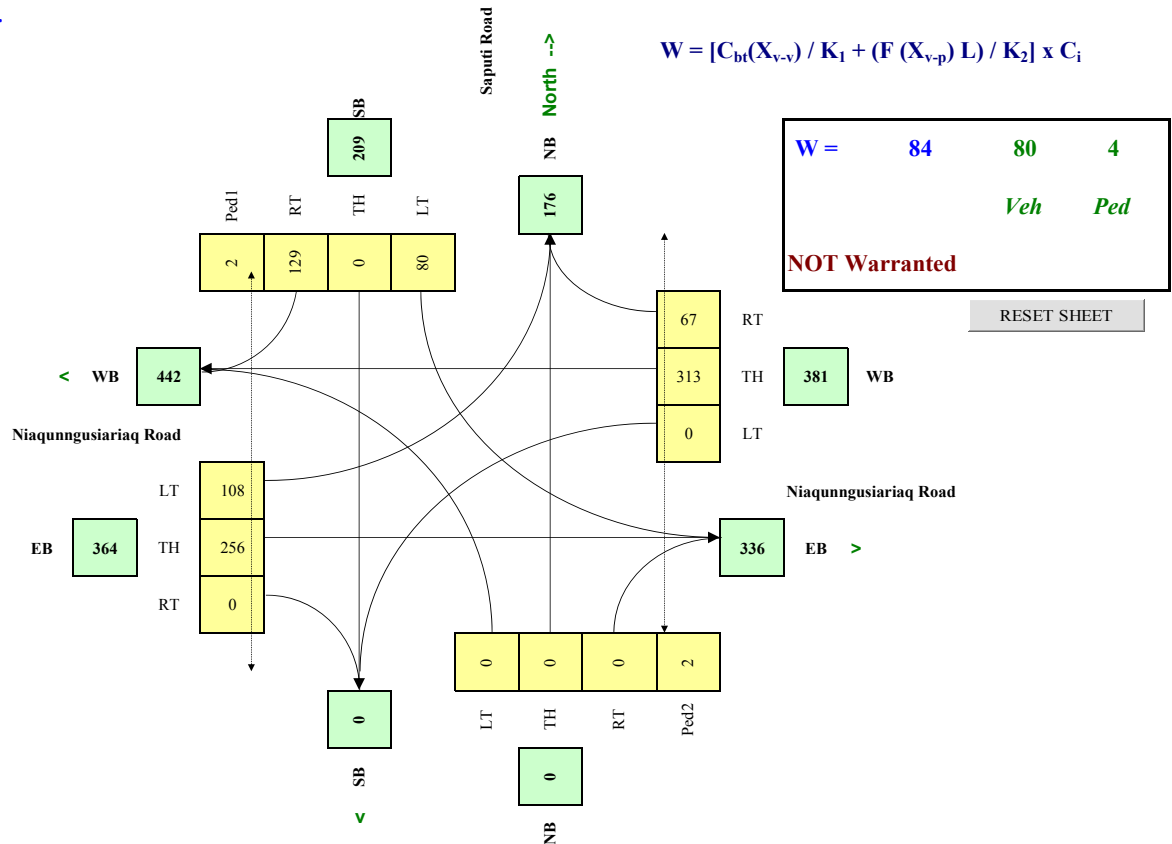 W = [Cbt(Xv-v) / K1 + (F (Xv-p) L) / K2] x Ci
Saputi Road
North -->
SB
209
NB
176
W = 84 80 4
Veh Ped
NOT Warranted
RESET SHEET
Ped1 RT TH LT
2 129 0 80
67 RT
313 TH 381 WB
0 LT
< WB 442
Niaqunngusiariaq Road
LT 108
EB 364 TH 256
RT 0
Niaqunngusiariaq Road
336 EB >
0 0 0 2
LT TH RT Ped2
0
SB
v
0
NB